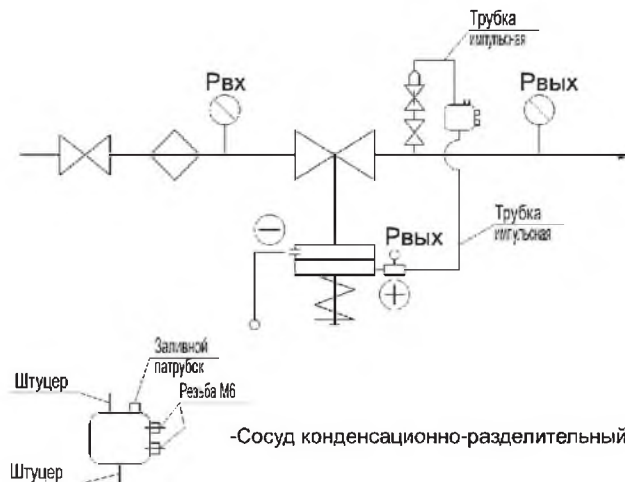 Трубка
импульсная
Рвх
Рвых
Трубка
импульсная
Рвых
Заливной
патрубок
Штуцер
Резьба М6
-Сосуд конденсационно-разделительный
Штуцер